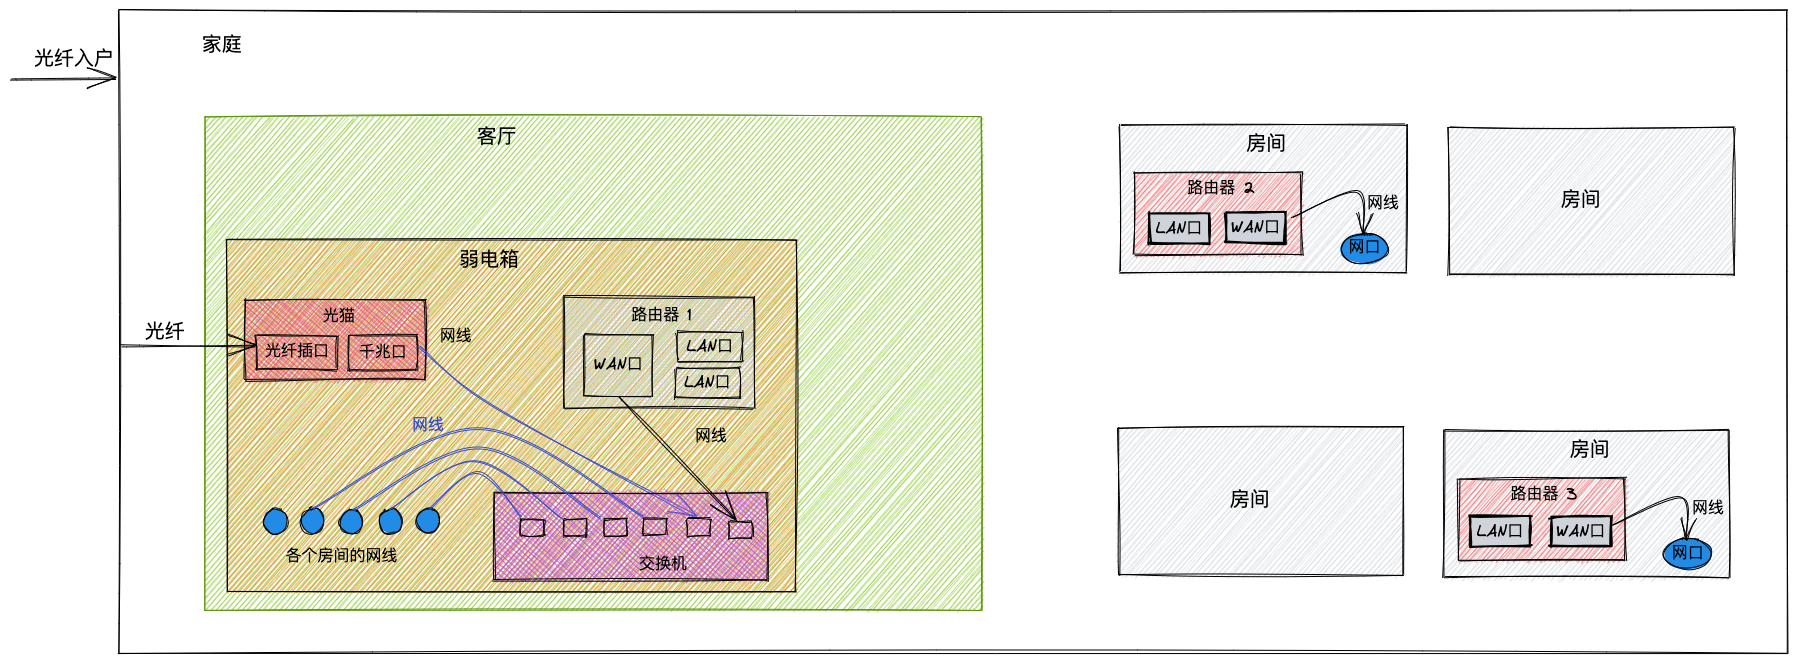 光纤入户
家庭
客厅
弱电箱
光纤
光猫
光纤插口
千兆口
网线
路由器 1
WAN口
LAN口
LAN口
网线
网线
各个房间的网线
交换机
房间
路由器 2
LAN口
WAN口
网线
网口
房间
房间
房间
路由器 3
LAN口
WAN口
网线
网口